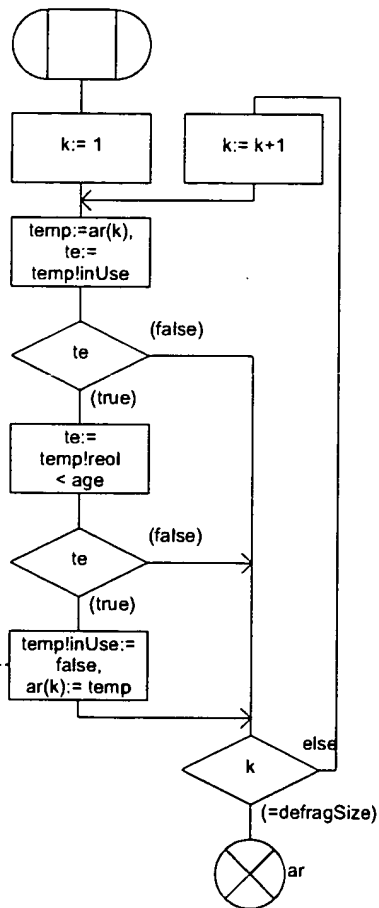 k:= 1
k:= k+1
temp:=ar(k),
te:=
temp!inUse
te
(false)
(true)
te:=
temp!reol
< age
te
(false)
(true)
temp!inUse:=
false,
ar(k):= temp
else
k
(=defragSize)
ar